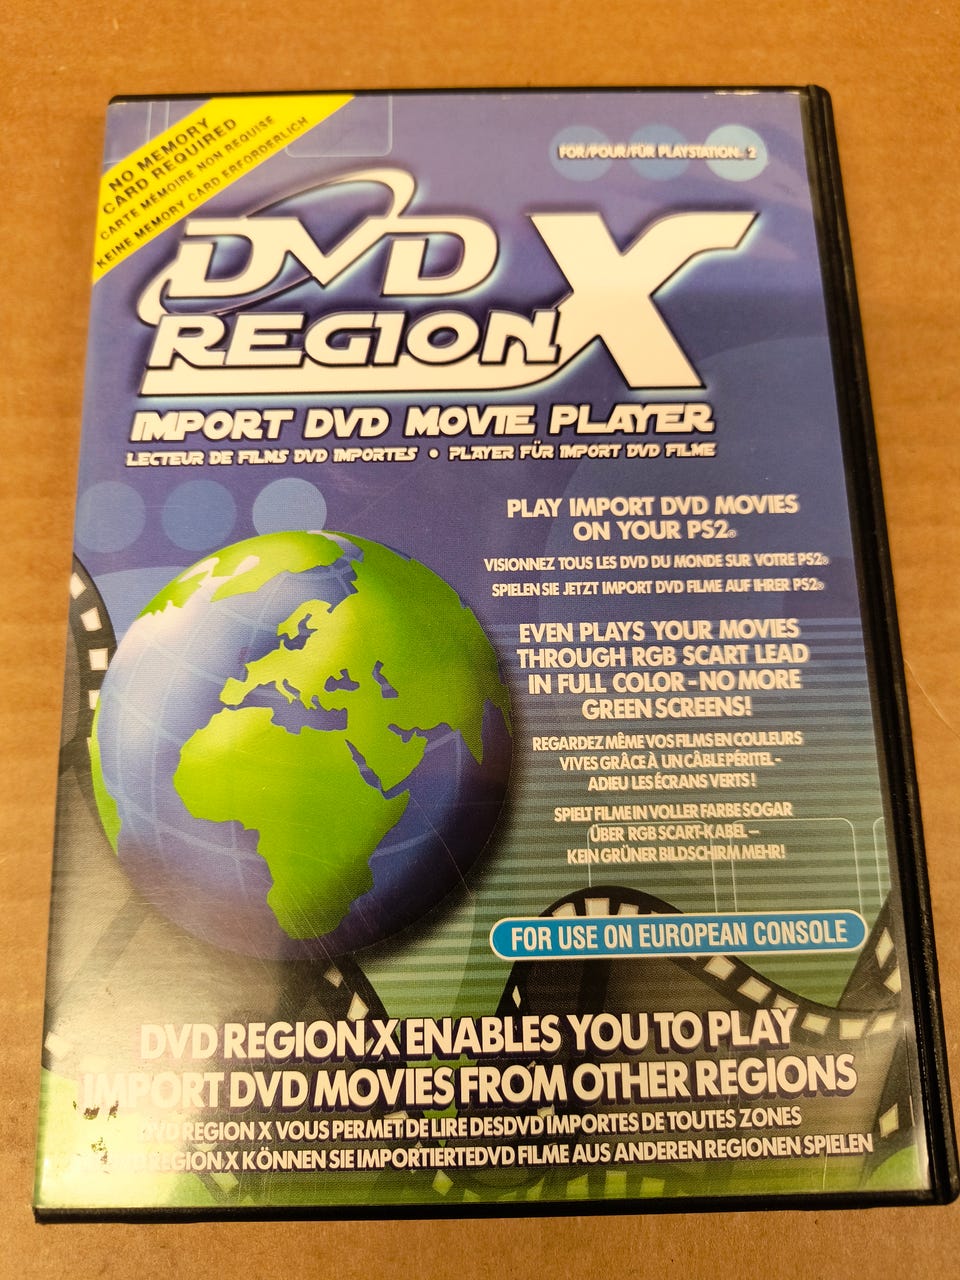 NO MEMORY
CARD REQUIRED
CARTE MÉMOIRE NON REQUISE
KEINE MEMORY CARD ERFORDERLICH
FOR/POUR/FÜR PLAYSTATION® 2
DVD
REGION X
IMPORT DVD MOVIE PLAYER
LECTEUR DE FILMS DVD IMPORTES • PLAYER FÜR IMPORT DVD FILME
PLAY IMPORT DVD MOVIES
ON YOUR PS2®
VISIONNEZ TOUS LES DVD DU MONDE SUR VOTRE PS2®
SPIELEN SIE JETZT IMPORT DVD FILME AUF IHRER PS2®
EVEN PLAYS YOUR MOVIES
THROUGH RGB SCART LEAD
IN FULL COLOR - NO MORE
GREEN SCREENS!
REGARDEZ MÊME VOS FILMS EN COULEURS
VIVES GRÂCE À UN CÂBLE PÉRITEL -
ADIEU LES ÉCRANS VERTS !
SPIELT FILME IN VOLLER FARBE SOGAR
ÜBER RGB SCART-KABEL –
KEIN GRÜNER BILDSCHIRM MEHR!
FOR USE ON EUROPEAN CONSOLE
DVD REGION X ENABLES YOU TO PLAY
IMPORT DVD MOVIES FROM OTHER REGIONS
DVD REGION X VOUS PERMET DE LIRE DES DVD IMPORTES DE TOUTES ZONES
REGION X KÖNNEN SIE IMPORTIERTE DVD FILME AUS ANDEREN REGIONEN SPIELEN